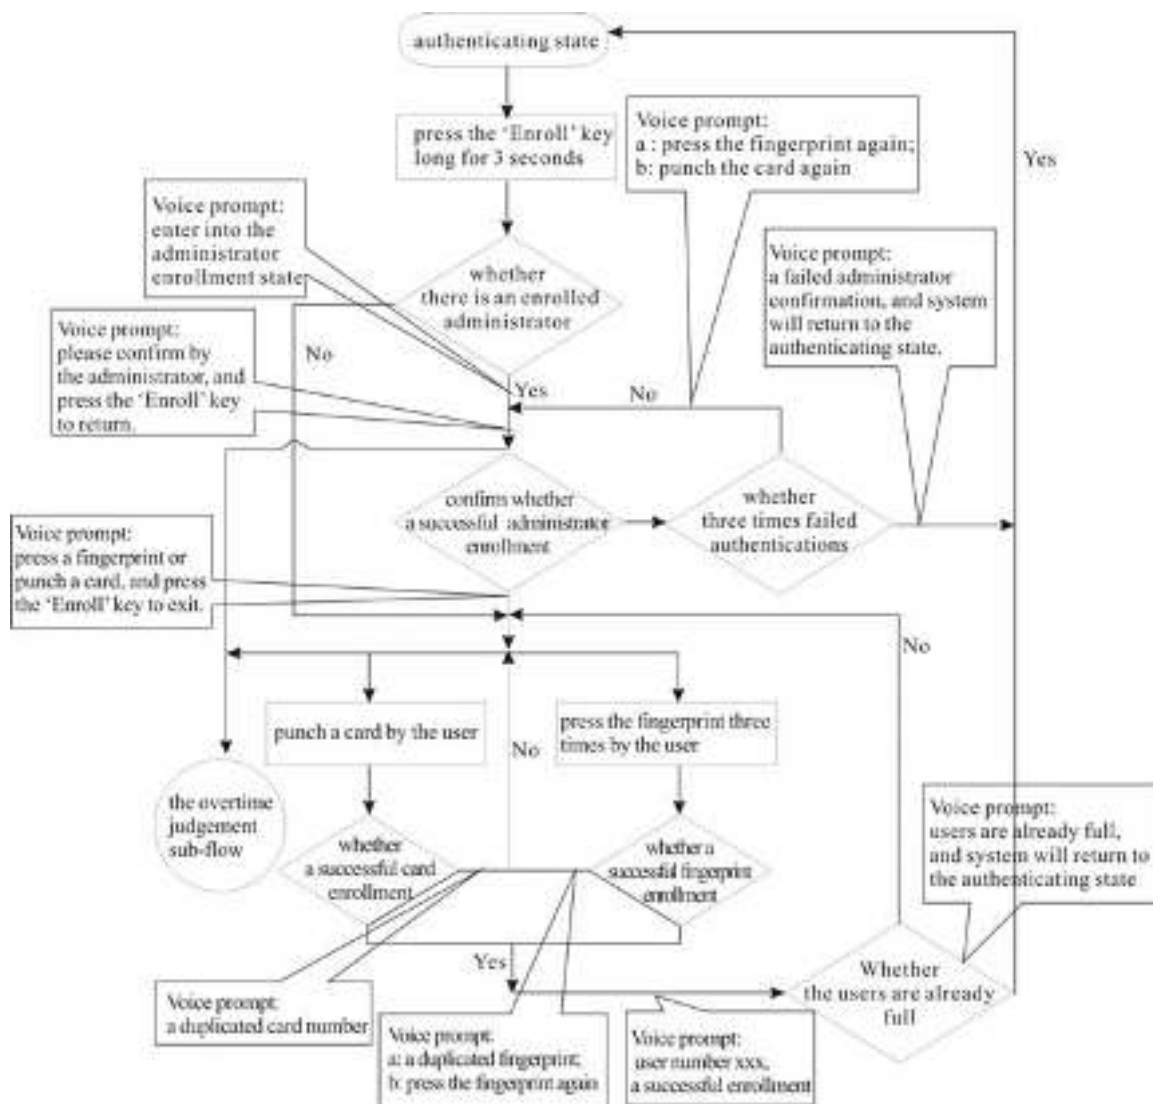 authenticating state
press the 'Enroll' key
long for 3 seconds
Voice prompt:
a : press the fingerprint again;
b: punch the card again
Yes
Voice prompt:
enter into the
administrator
enrollment state
whether
there is an enrolled
administrator
Voice prompt:
a failed administrator
confirmation, and system
will return to the
authenticating state.
Voice prompt:
please confirm by
the administrator, and
press the 'Enroll' key
to return.
No
Yes
No
confirm whether
a successful administrator
enrollment
whether
three times failed
authentications
Voice prompt:
press a fingerprint or
punch a card, and press
the 'Enroll' key to exit.
No
punch a card by the user
No
press the fingerprint three
times by the user
the overtime
judgement
sub-flow
whether
a successful card
enrollment
whether a
successful fingerprint
enrollment
Voice prompt:
users are already full,
and system will return to
the authenticating state
Yes
Whether
the users are already
full
Voice prompt:
a duplicated card number
Voice prompt:
a: a duplicated fingerprint;
b: press the fingerprint again
Voice prompt:
user number xxx,
a successful enrollment